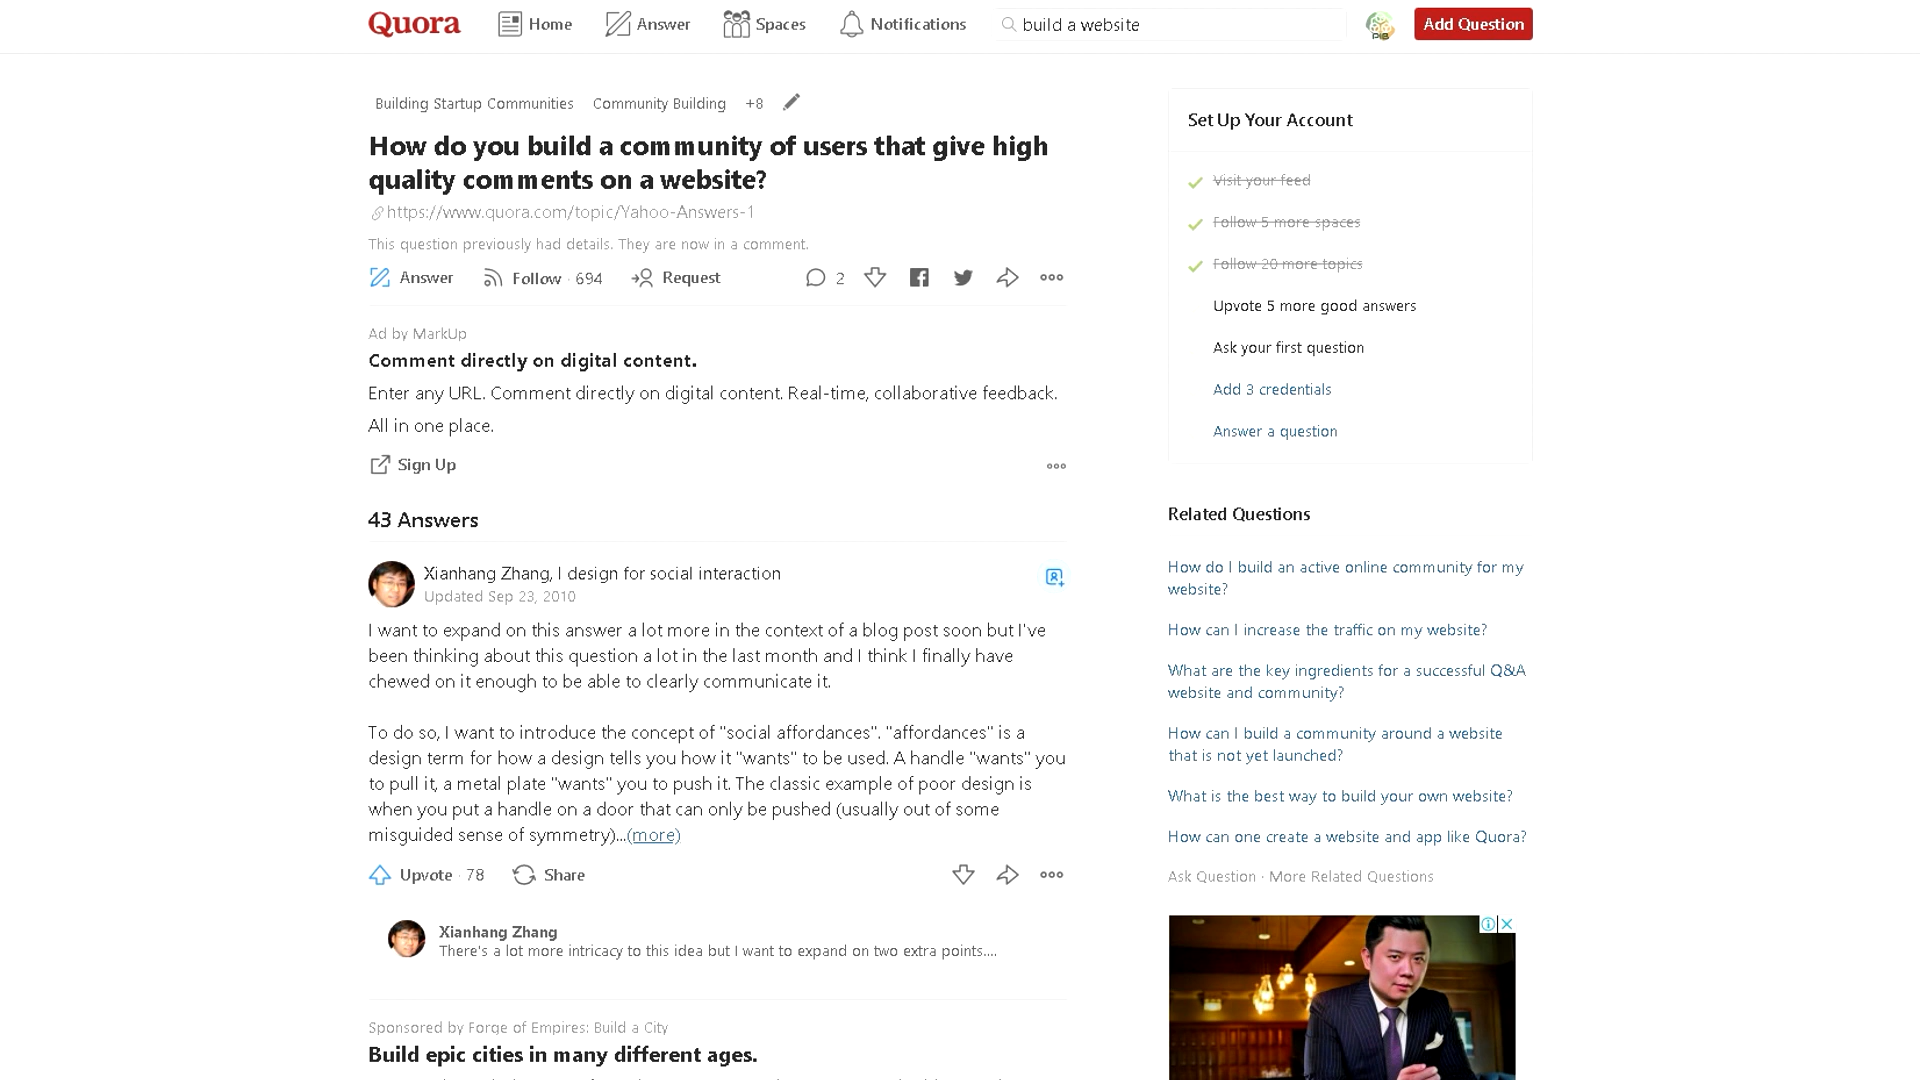 Quora
Home
Answer
Spaces
Notifications
build a website
Add Question
Building Startup Communities
Community Building
+8
How do you build a community of users that give high
quality comments on a website?
https://www.quora.com/topic/Yahoo-Answers-1
This question previously had details. They are now in a comment.
Answer
Follow · 694
Request
2
Ad by MarkUp
Comment directly on digital content.
Enter any URL. Comment directly on digital content. Real-time, collaborative feedback.
All in one place.
Sign Up
43 Answers
Xianhang Zhang, I design for social interaction
Updated Sep 23, 2010
I want to expand on this answer a lot more in the context of a blog post soon but I've
been thinking about this question a lot in the last month and I think I finally have
chewed on it enough to be able to clearly communicate it.
To do so, I want to introduce the concept of "social affordances". "affordances" is a
design term for how a design tells you how it "wants" to be used. A handle "wants" you
to pull it, a metal plate "wants" you to push it. The classic example of poor design is
when you put a handle on a door that can only be pushed (usually out of some
misguided sense of symmetry)...(more)
Upvote · 78
Share
Xianhang Zhang
There's a lot more intricacy to this idea but I want to expand on two extra points....
Sponsored by Forge of Empires: Build a City
Build epic cities in many different ages.
Set Up Your Account
Visit your feed
Follow 5 more spaces
Follow 20 more topics
Upvote 5 more good answers
Ask your first question
Add 3 credentials
Answer a question
Related Questions
How do I build an active online community for my
website?
How can I increase the traffic on my website?
What are the key ingredients for a successful Q&A
website and community?
How can I build a community around a website
that is not yet launched?
What is the best way to build your own website?
How can one create a website and app like Quora?
Ask Question · More Related Questions